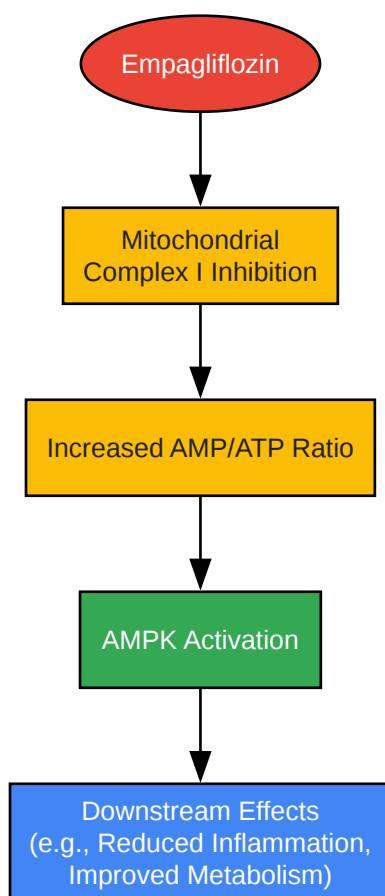 Empagliflozin
Mitochondrial
Complex I Inhibition
Increased AMP/ATP Ratio
AMPK Activation
Downstream Effects
(e.g., Reduced Inflammation,
Improved Metabolism)